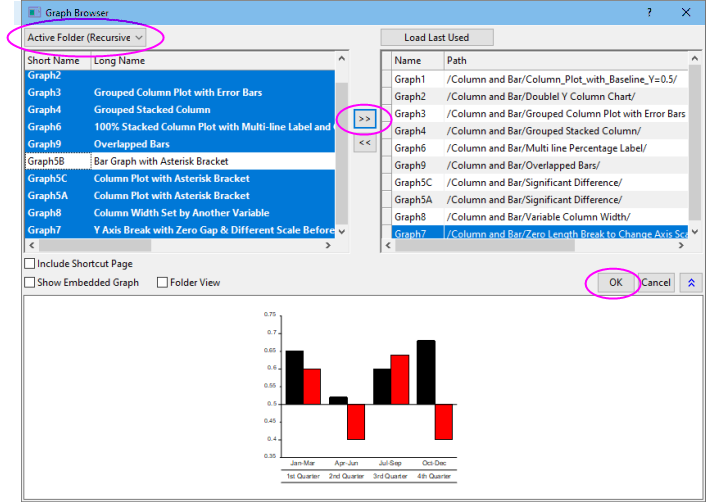 Graph Browser
? ×
Active Folder (Recursive
Load Last Used
Short Name Long Name
Name Path
Graph2
Graph3 Grouped Column Plot with Error Bars
Graph4 Grouped Stacked Column
Graph6 100% Stacked Column Plot with Multi-line Label and
Graph9 Overlapped Bars
Graph5B Bar Graph with Asterisk Bracket
Graph5C Column Plot with Asterisk Bracket
Graph5A Column Plot with Asterisk Bracket
Graph8 Column Width Set by Another Variable
Graph7 Y Axis Break with Zero Gap & Different Scale Before
>>
<<
Graph1 /Column and Bar/Column_Plot_with_Baseline_Y=0.5/
Graph2 /Column and Bar/Doublel Y Column Chart/
Graph3 /Column and Bar/Grouped Column Plot with Error Bars
Graph4 /Column and Bar/Grouped Stacked Column/
Graph6 /Column and Bar/Multi line Percentage Label/
Graph9 /Column and Bar/Overlapped Bars/
Graph5C /Column and Bar/Significant Difference/
Graph5A /Column and Bar/Significant Difference/
Graph8 /Column and Bar/Variable Column Width/
Graph7 /Column and Bar/Zero Length Break to Change Axis Sca
Include Shortcut Page
Show Embedded Graph Folder View
OK Cancel
0.75
0.7
0.65
0.6
0.55
0.5
0.45
0.4
0.35
Jan-Mar Apr-Jun Jul-Sep Oct-Dec
1st Quarter 2nd Quarter 3rd Quarter 4th Quarter